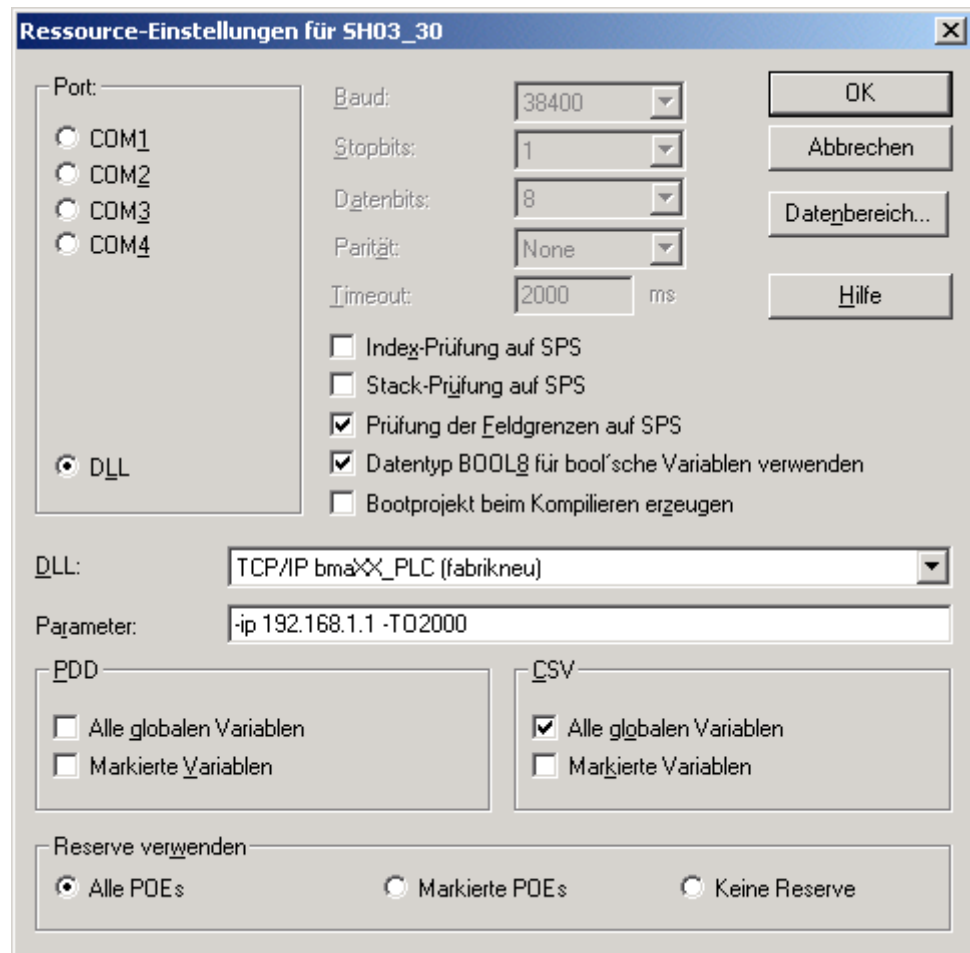 Ressource-Einstellungen für SH03_30
Port:
COM1
COM2
COM3
COM4
DLL
Baud: 38400
Stopbits: 1
Datenbits: 8
Parität: None
Timeout: 2000 ms
Index-Prüfung auf SPS
Stack-Prüfung auf SPS
Prüfung der Feldgrenzen auf SPS
Datentyp BOOL8 für bool´sche Variablen verwenden
Bootprojekt beim Kompilieren erzeugen
OK
Abbrechen
Datenbereich...
Hilfe
DLL: TCP/IP bmaXX_PLC (fabrikneu)
Parameter: -ip 192.168.1.1 -TO2000
PDD
Alle globalen Variablen
Markierte Variablen
CSV
Alle globalen Variablen
Markierte Variablen
Reserve verwenden
Alle POEs Markierte POEs Keine Reserve